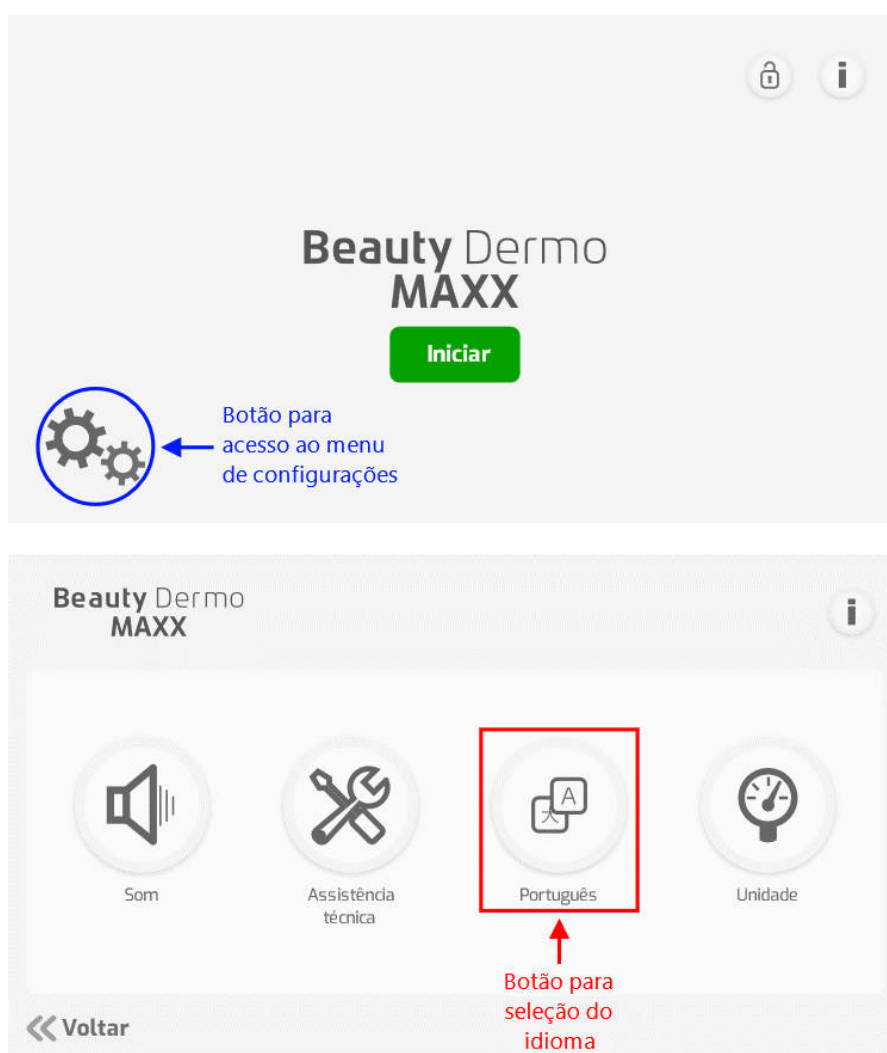 i
Beauty Dermo
MAXX
Iniciar
Botão para
acesso ao menu
de configurações
Beauty Dermo
MAXX
i
大
A
Som
Assistência
técnica
Português
Unidade
Botão para
seleção do
idioma
Voltar